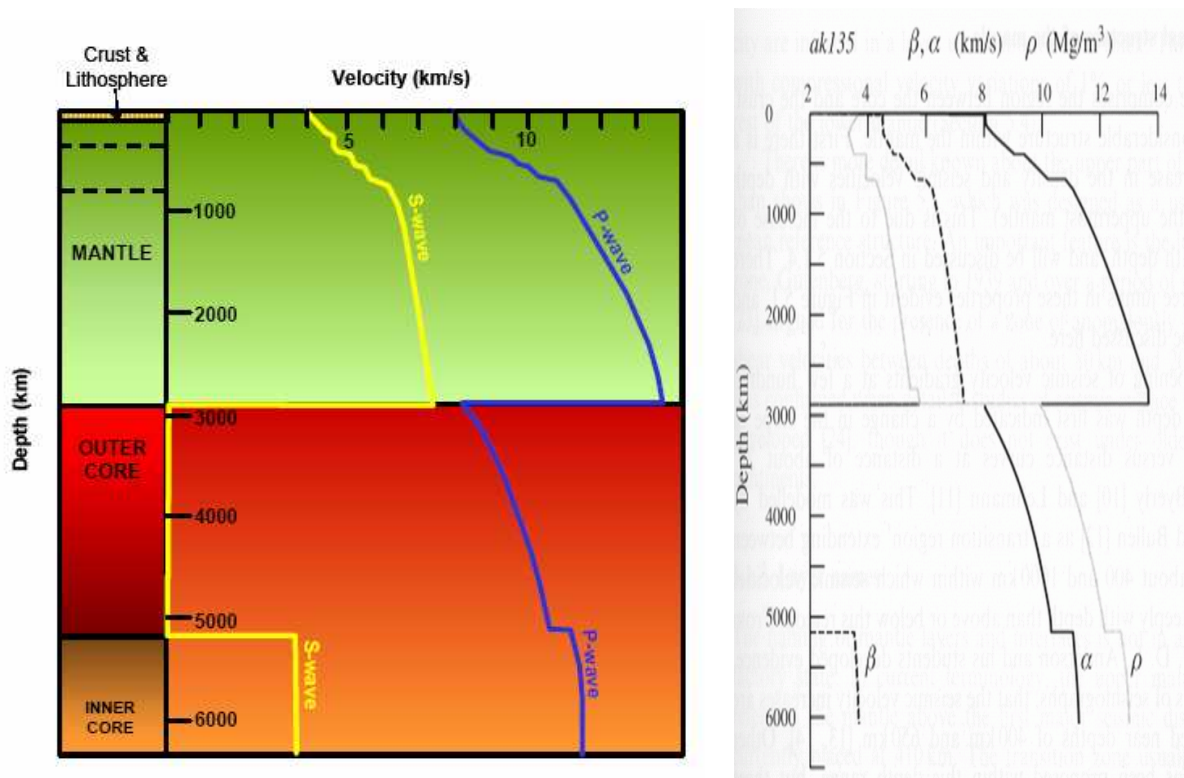 Crust &
Lithosphere
Velocity (km/s)
5
10
1000
2000
3000
4000
5000
6000
MANTLE
OUTER
CORE
INNER
CORE
S-wave
P-wave
S-wave
P-wave
Depth (km)
ak135 β, α (km/s) ρ (Mg/m³)
2 4 6 8 10 12 14
0
1000
2000
3000
4000
5000
6000
Depth (km)
β
α
ρ